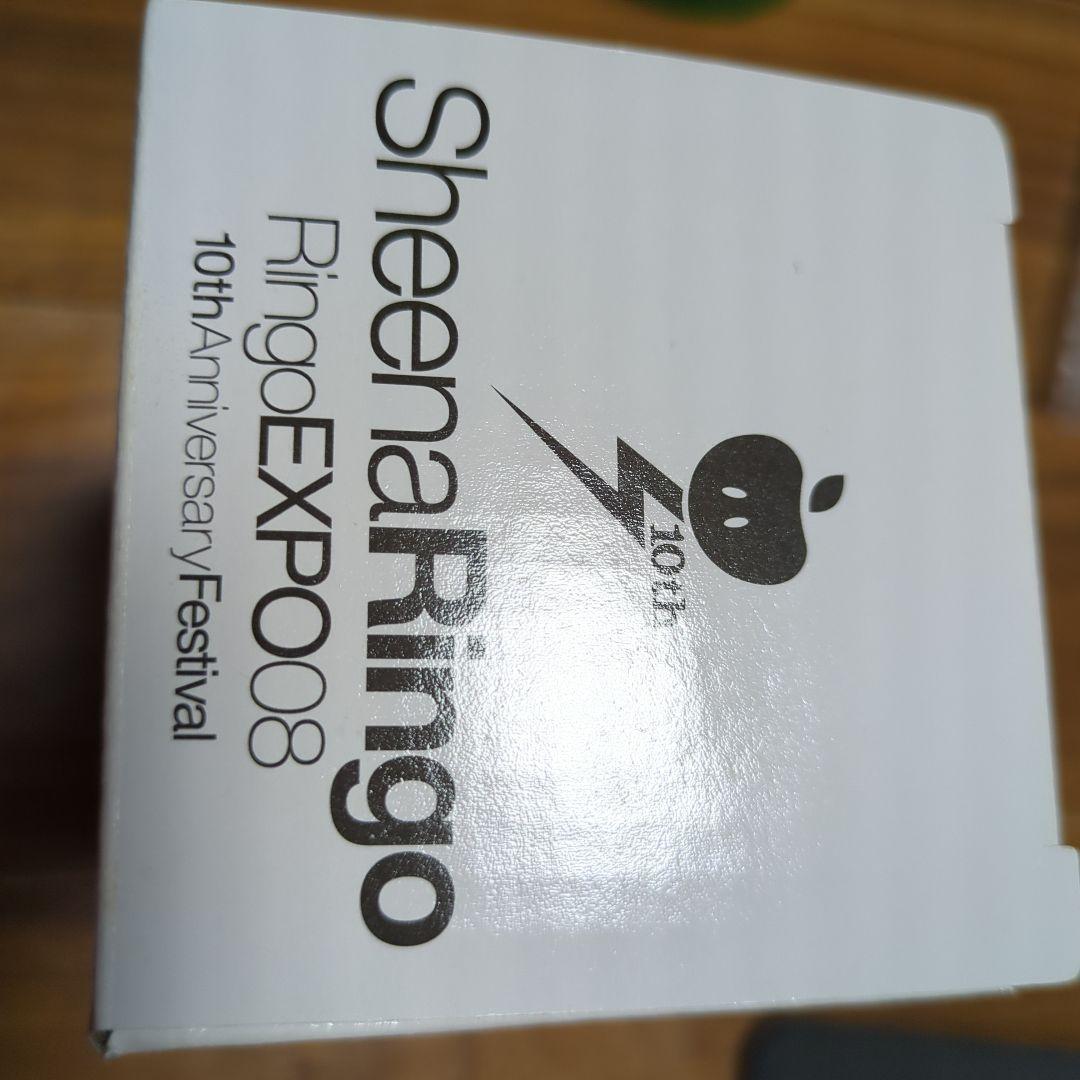 10th
SheenaRingo
RingoEXPO08
10thAnniversaryFestival